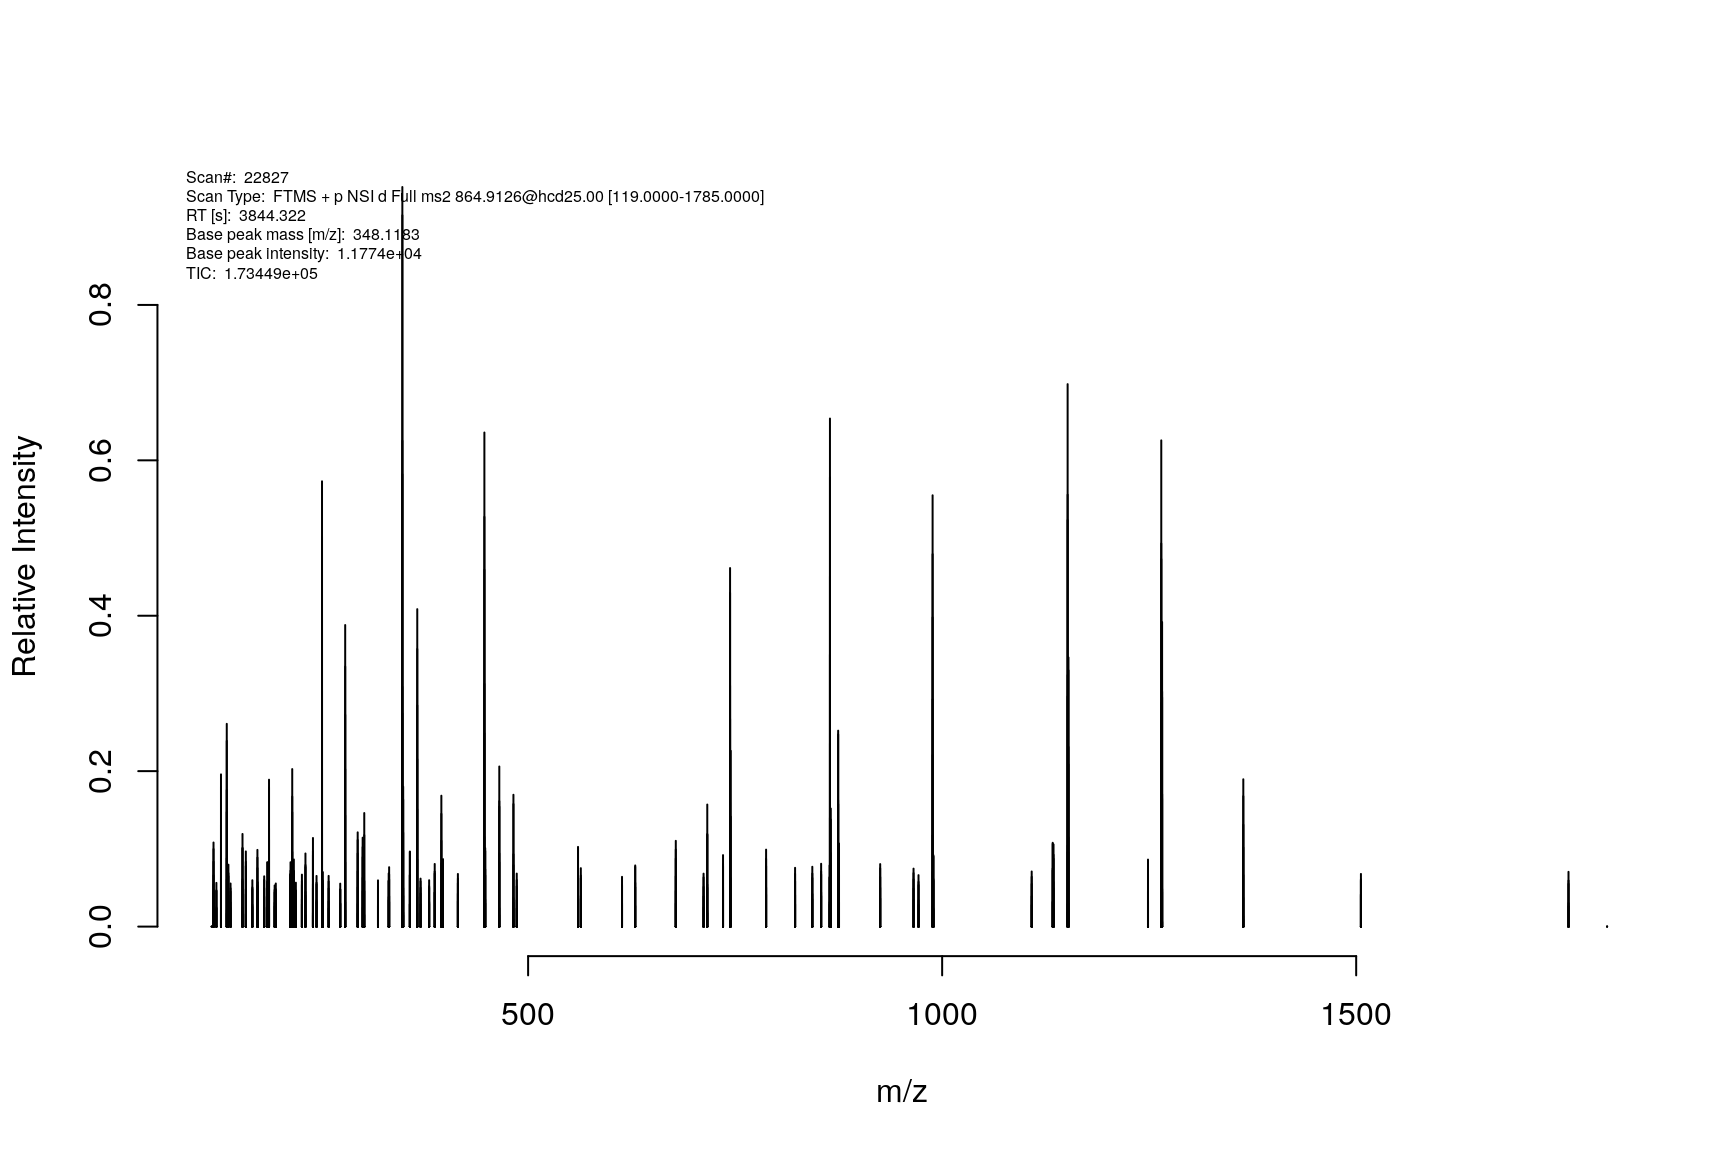 Scan#: 22827
Scan Type: FTMS + p NSI d Full ms2 864.9126@hcd25.00 [119.0000-1785.0000]
RT [s]: 3844.322
Base peak mass [m/z]: 348.1183
Base peak intensity: 1.1774e+04
TIC: 1.73449e+05
0.8
0.6
0.4
0.2
0.0
Relative Intensity
500 1000 1500
m/z